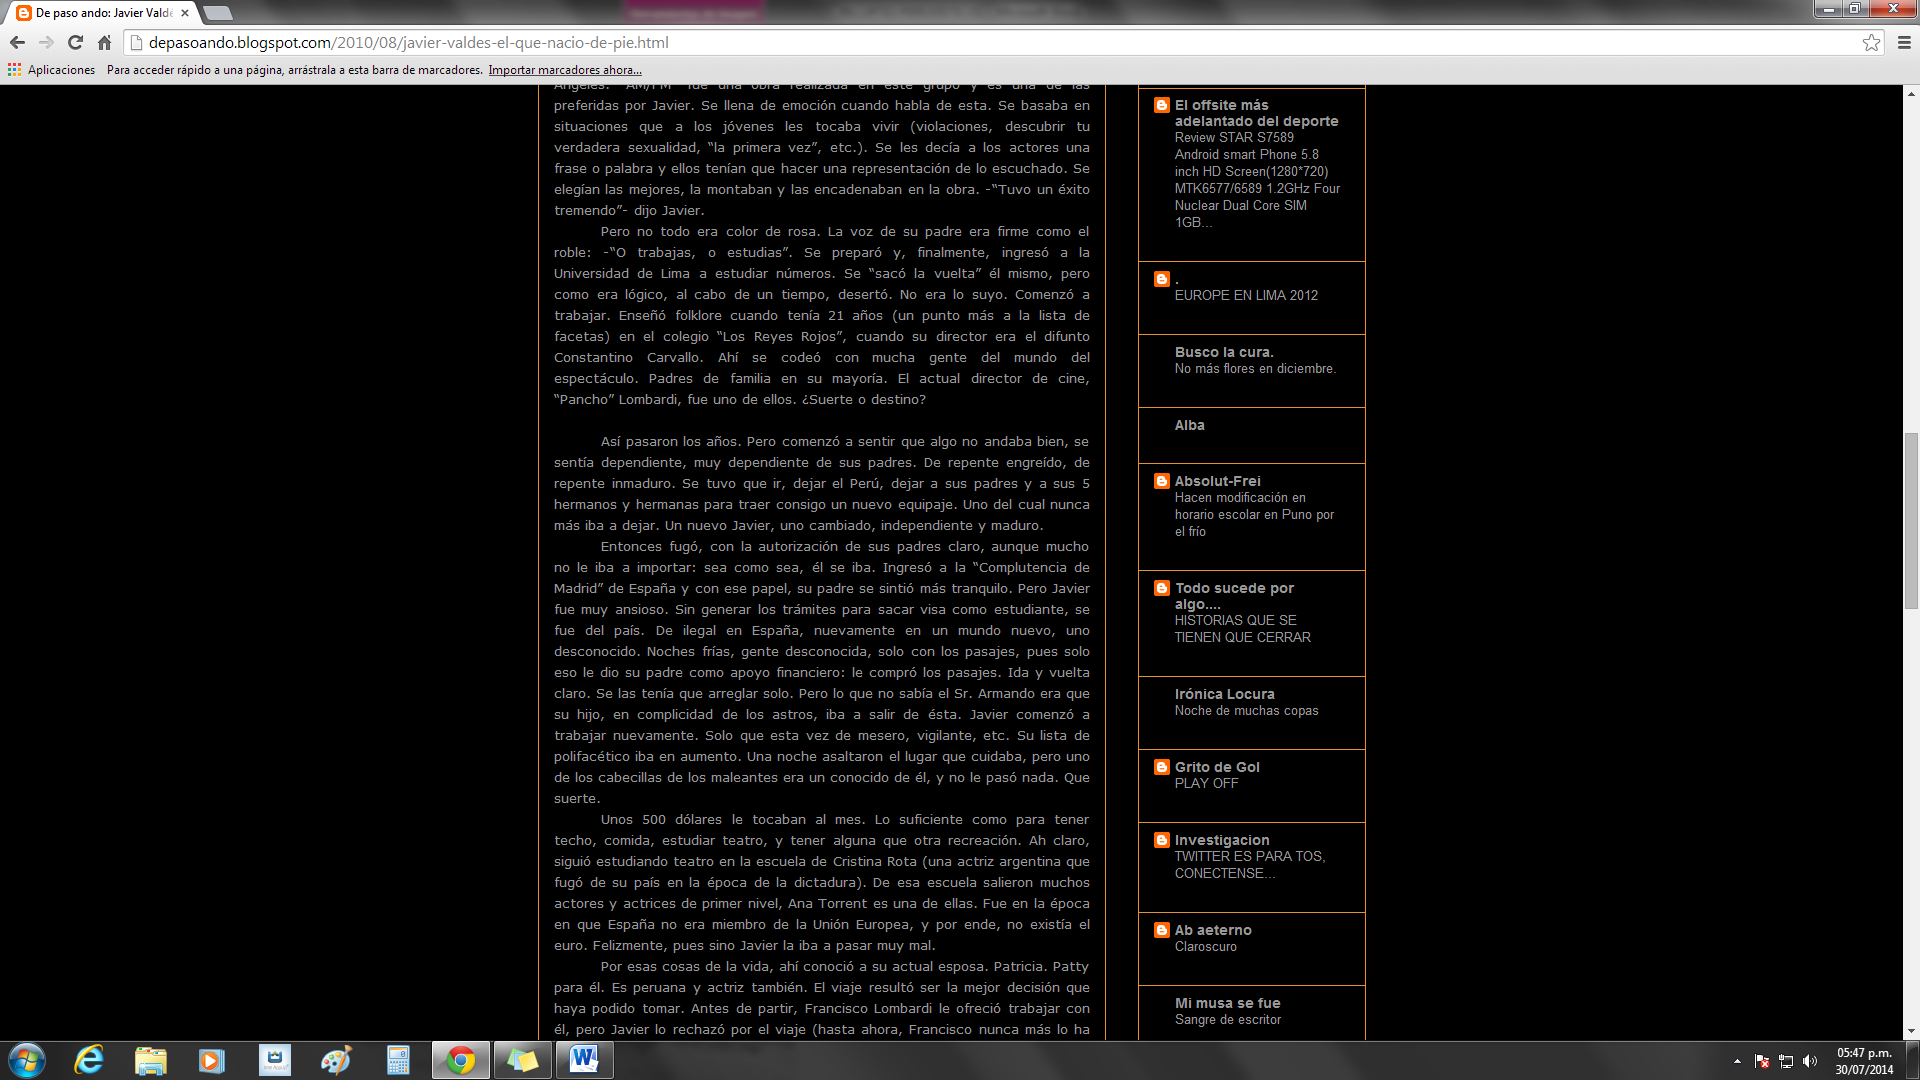 De paso ando: Javier Valdé
depasoando.blogspot.com/2010/08/javier-valdes-el-que-nacio-de-pie.html
Aplicaciones Para acceder rápido a una página, arrástrala a esta barra de marcadores. Importar marcadores ahora...
Ángeles. "AM/FM" fue una obra realizada en este grupo y es una de las
preferidas por Javier. Se llena de emoción cuando habla de esta. Se basaba en
situaciones que a los jóvenes les tocaba vivir (violaciones, descubrir tu
verdadera sexualidad, “la primera vez”, etc.). Se les decía a los actores una
frase o palabra y ellos tenían que hacer una representación de lo escuchado. Se
elegían las mejores, la montaban y las encadenaban en la obra. -“Tuvo un éxito
tremendo”- dijo Javier.
Pero no todo era color de rosa. La voz de su padre era firme como el
roble: -“O trabajas, o estudias”. Se preparó y, finalmente, ingresó a la
Universidad de Lima a estudiar números. Se “sacó la vuelta” él mismo, pero
como era lógico, al cabo de un tiempo, desertó. No era lo suyo. Comenzó a
trabajar. Enseñó folklore cuando tenía 21 años (un punto más a la lista de
facetas) en el colegio “Los Reyes Rojos”, cuando su director era el difunto
Constantino Carvallo. Ahí se codeó con mucha gente del mundo del
espectáculo. Padres de familia en su mayoría. El actual director de cine,
“Pancho” Lombardi, fue uno de ellos. ¿Suerte o destino?
Así pasaron los años. Pero comenzó a sentir que algo no andaba bien, se
sentía dependiente, muy dependiente de sus padres. De repente engreído, de
repente inmaduro. Se tuvo que ir, dejar el Perú, dejar a sus padres y a sus 5
hermanos y hermanas para traer consigo un nuevo equipaje. Uno del cual nunca
más iba a dejar. Un nuevo Javier, uno cambiado, independiente y maduro.
Entonces fugó, con la autorización de sus padres claro, aunque mucho
no le iba a importar: sea como sea, él se iba. Ingresó a la “Complutencia de
Madrid” de España y con ese papel, su padre se sintió más tranquilo. Pero Javier
fue muy ansioso. Sin generar los trámites para sacar visa como estudiante, se
fue del país. De ilegal en España, nuevamente en un mundo nuevo, uno
desconocido. Noches frías, gente desconocida, solo con los pasajes, pues solo
eso le dio su padre como apoyo financiero: le compró los pasajes. Ida y vuelta
claro. Se las tenía que arreglar solo. Pero lo que no sabía el Sr. Armando era que
su hijo, en complicidad de los astros, iba a salir de ésta. Javier comenzó a
trabajar nuevamente. Solo que esta vez de mesero, vigilante, etc. Su lista de
polifacético iba en aumento. Una noche asaltaron el lugar que cuidaba, pero uno
de los cabecillas de los maleantes era un conocido de él, y no le pasó nada. Que
suerte.
Unos 500 dólares le tocaban al mes. Lo suficiente como para tener
techo, comida, estudiar teatro, y tener alguna que otra recreación. Ah claro,
siguió estudiando teatro en la escuela de Cristina Rota (una actriz argentina que
fugó de su país en la época de la dictadura). De esa escuela salieron muchos
actores y actrices de primer nivel, Ana Torrent es una de ellas. Fue en la época
en que España no era miembro de la Unión Europea, y por ende, no existía el
euro. Felizmente, pues sino Javier la iba a pasar muy mal.
Por esas cosas de la vida, ahí conoció a su actual esposa. Patricia. Patty
para él. Es peruana y actriz también. El viaje resultó ser la mejor decisión que
haya podido tomar. Antes de partir, Francisco Lombardi le ofreció trabajar con
él, pero Javier lo rechazó por el viaje (hasta ahora, Francisco nunca más lo ha
El offsite más
adelantado del deporte
Review STAR S7589
Android smart Phone 5.8
inch HD Screen(1280*720)
MTK6577/6589 1.2GHz Four
Nuclear Dual Core SIM
1GB...
.
EUROPE EN LIMA 2012
Busco la cura.
No más flores en diciembre.
Alba
Absolut-Frei
Hacen modificación en
horario escolar en Puno por
el frío
Todo sucede por
algo....
HISTORIAS QUE SE
TIENEN QUE CERRAR
Irónica Locura
Noche de muchas copas
Grito de Gol
PLAY OFF
Investigacion
TWITTER ES PARA TOS,
CONECTENSE...
Ab aeterno
Claroscuro
Mi musa se fue
Sangre de escritor
05:47 p.m.
30/07/2014